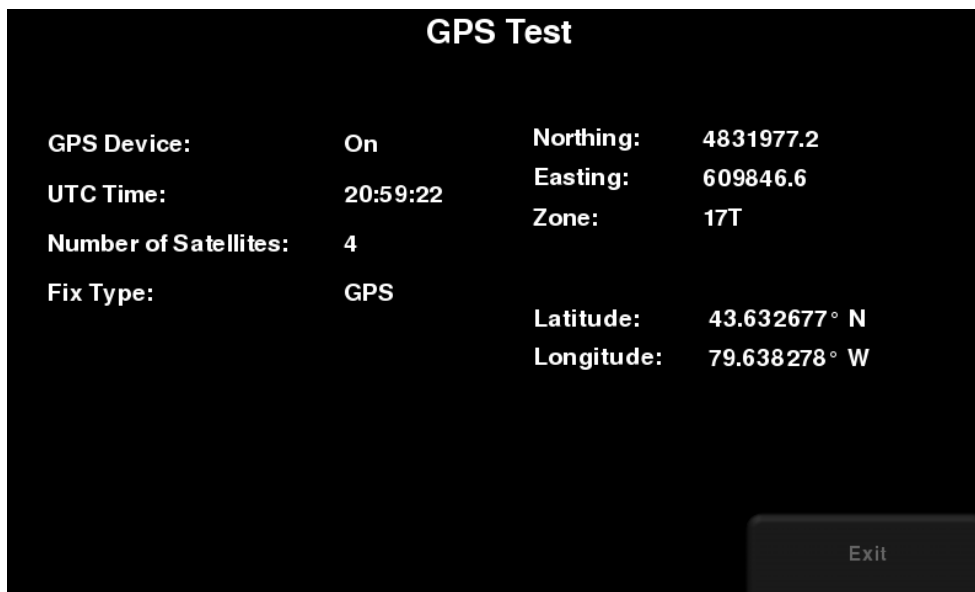 GPS Test
GPS Device: On
UTC Time: 20:59:22
Number of Satellites: 4
Fix Type: GPS
Northing: 4831977.2
Easting: 609846.6
Zone: 17T
Latitude: 43.632677° N
Longitude: 79.638278° W
Exit